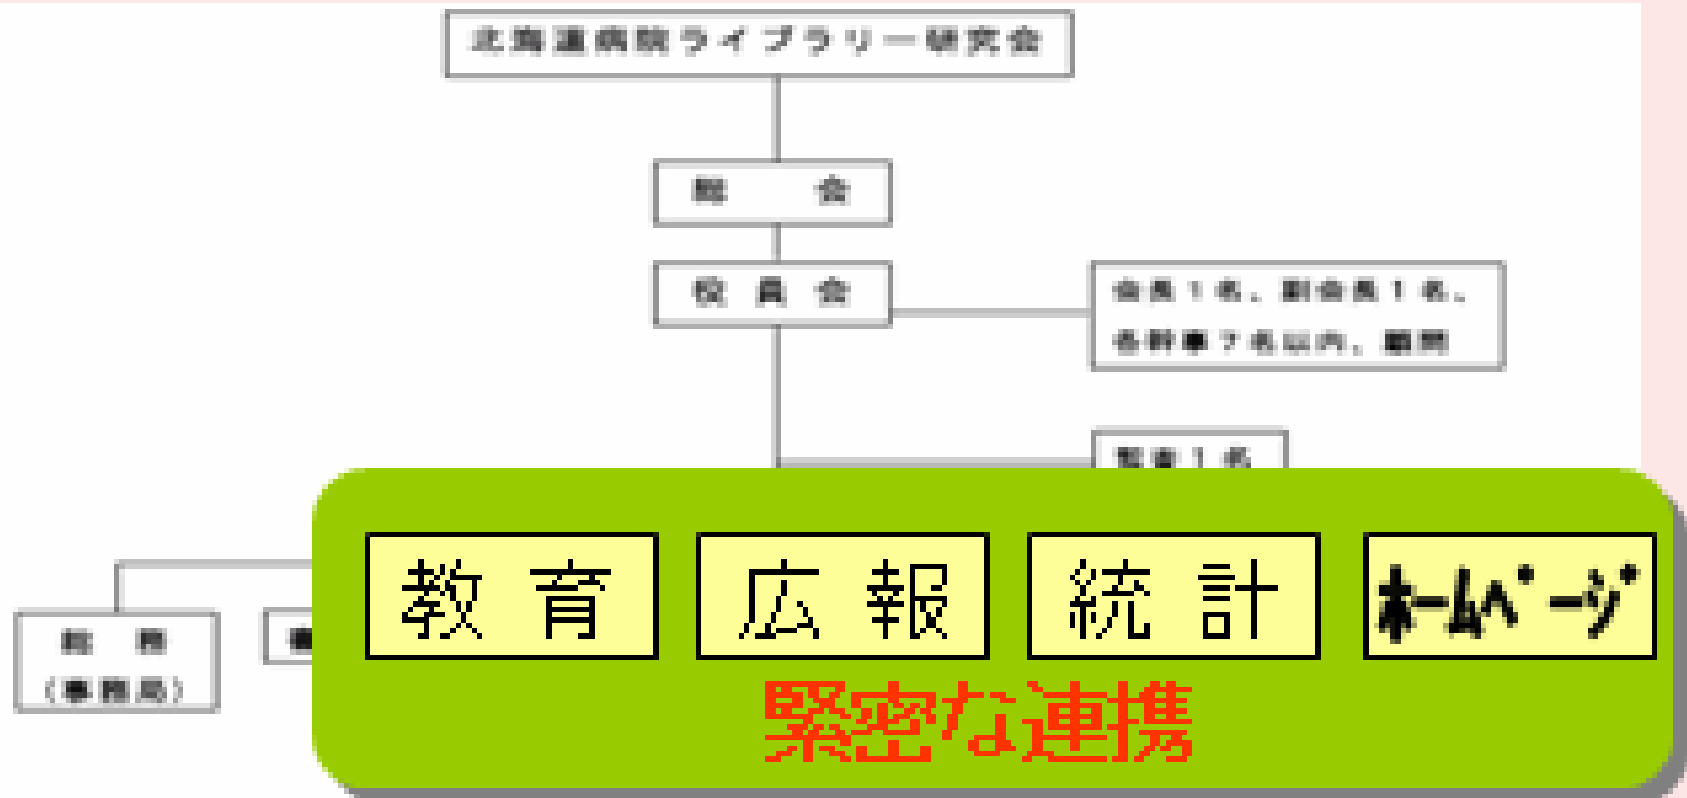 北海道病院ライブラリー研究会
総 会
役 員 会
会長1名、副会長1名、
各幹事7名以内、顧問
監査1名
教 育
広 報
統 計
ホームページ
総 務
(事務局)
緊密な連携